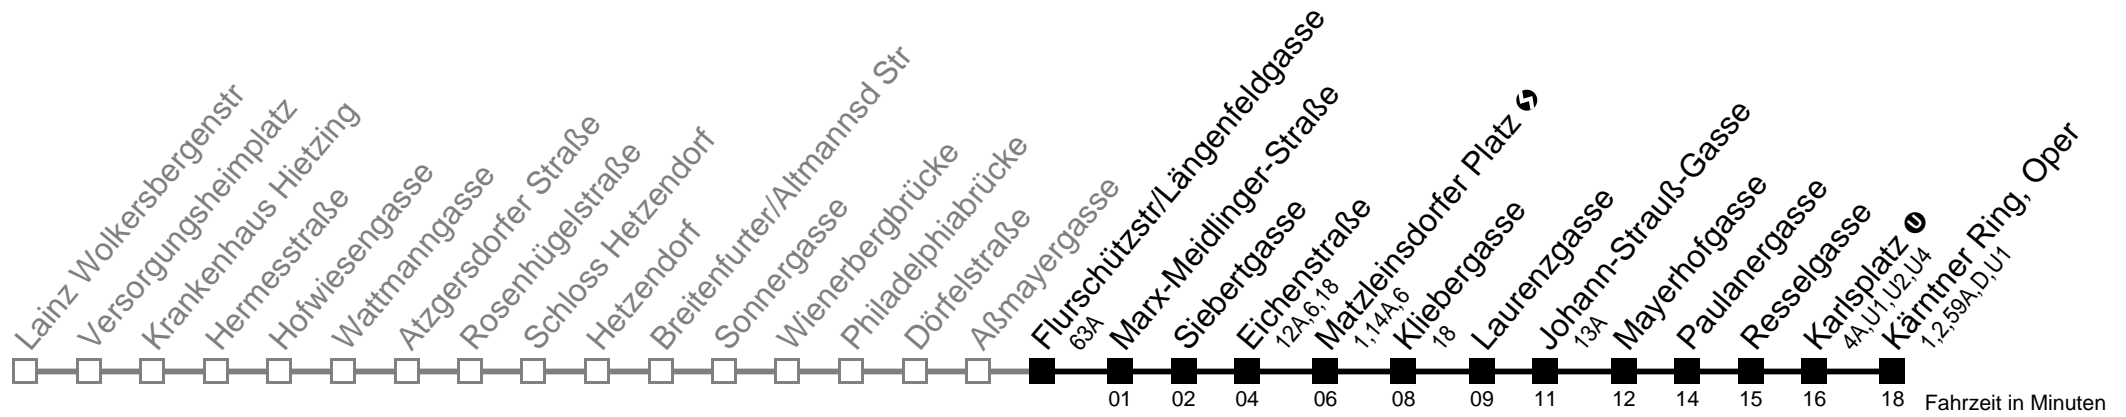 Lainz Wolkersbergenstr
Versorgungsheimplatz
Krankenhaus Hietzing
Hermesstraße
Hofwiesengasse
Wattmanngasse
Atzgersdorfer Straße
Rosenhügelstraße
Schloss Hetzendorf
Hetzendorf
Breitenfurter/Altmannsd Str
Sonnergasse
Wienerbergbrücke
Philadelphiabrücke
Dörfelstraße
Aßmayergasse
Flurschützstr/Längenfeldgasse
63A
Marx-Meidlinger-Straße
Siebertgasse
Eichenstraße
12A,6,18
Matzleinsdorfer Platz
1,14A,6
Kliebergasse
18
Laurenzgasse
Johann-Strauß-Gasse
13A
Mayerhofgasse
Paulanergasse
Resselgasse
Karlsplatz U
4A,U1,U2,U4
Kärntner Ring, Oper
1,2,59A,D,U1
01 02 04 06 08 09 11 12 14 15 16 18 Fahrzeit in Minuten